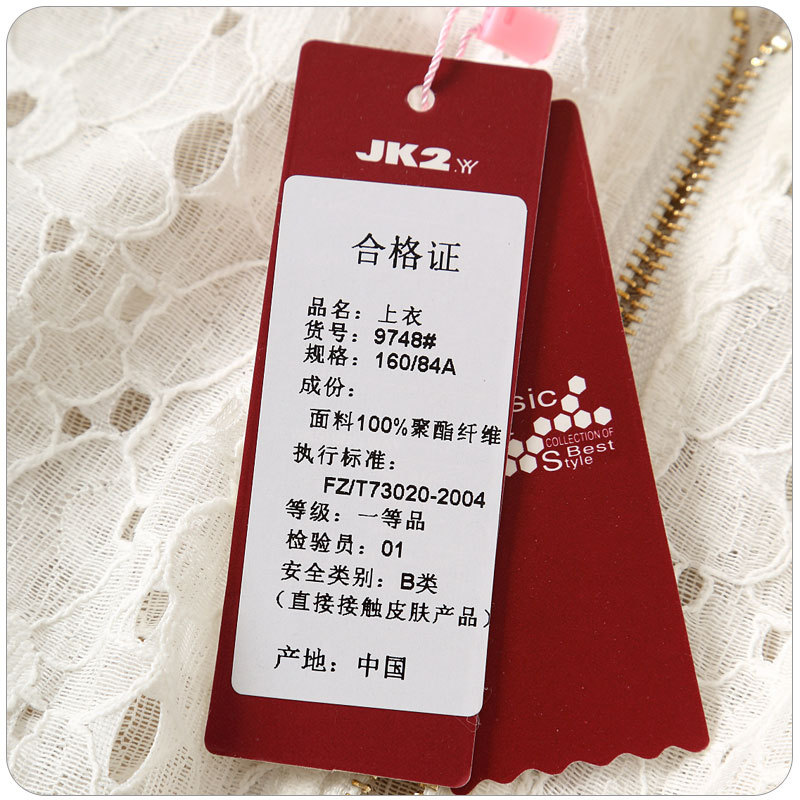 JK2.YY
合格证
品名：上衣
货号：9748#
规格：160/84A
成份：
面料100%聚酯纤维
执行标准：
FZ/T73020-2004
等级：一等品
检验员：01
安全类别：B类
（直接接触皮肤产品）
产地：中国
sic
COLLECTION OF
Best
Style